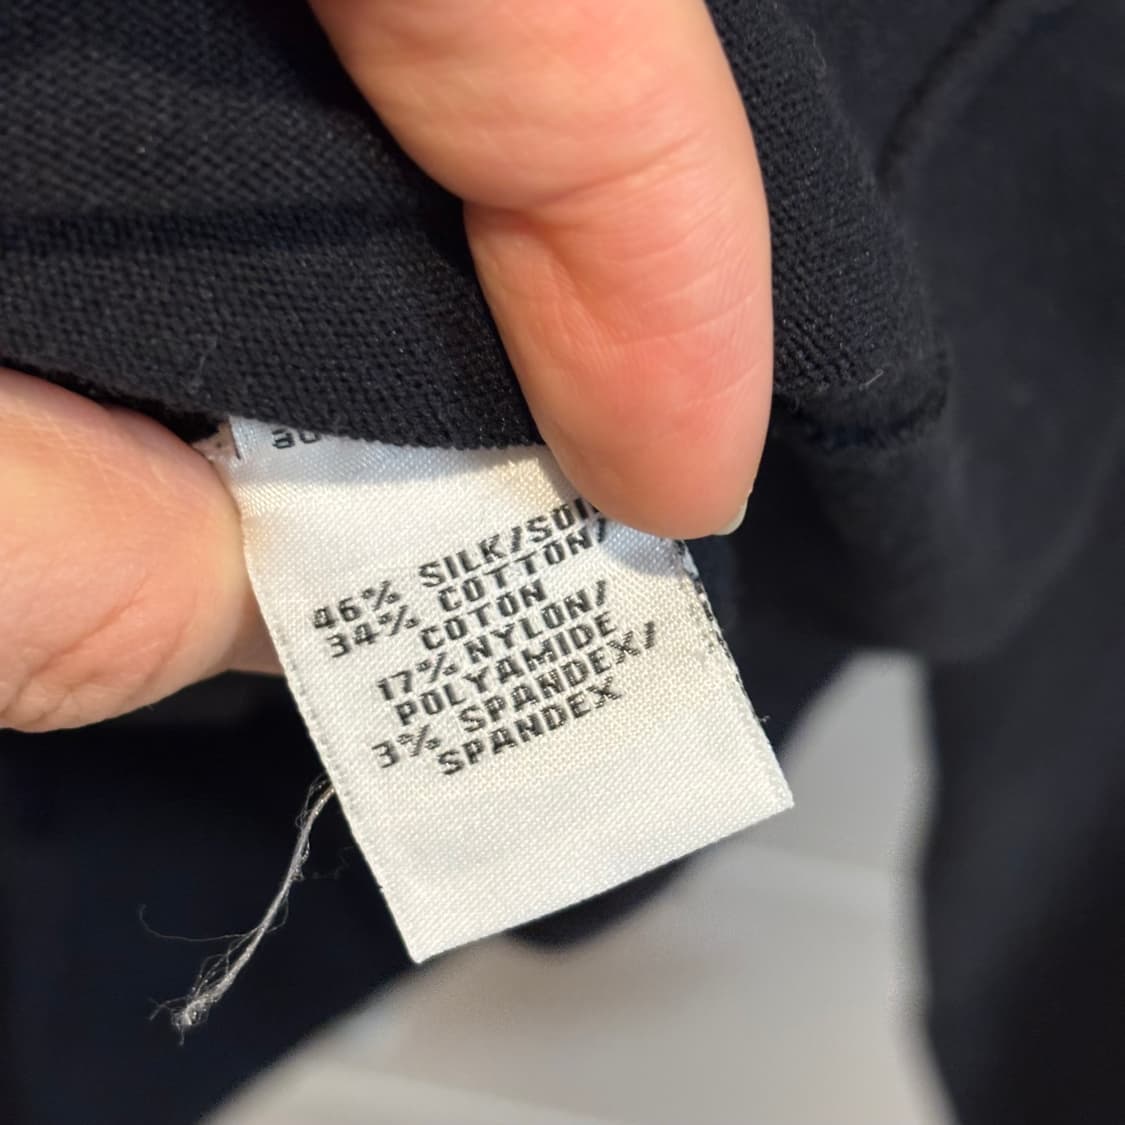 46% SILK/SOI
34% COTTON/
COTON
17% NYLON/
POLYAMIDE
3% SPANDEX/
SPANDEX